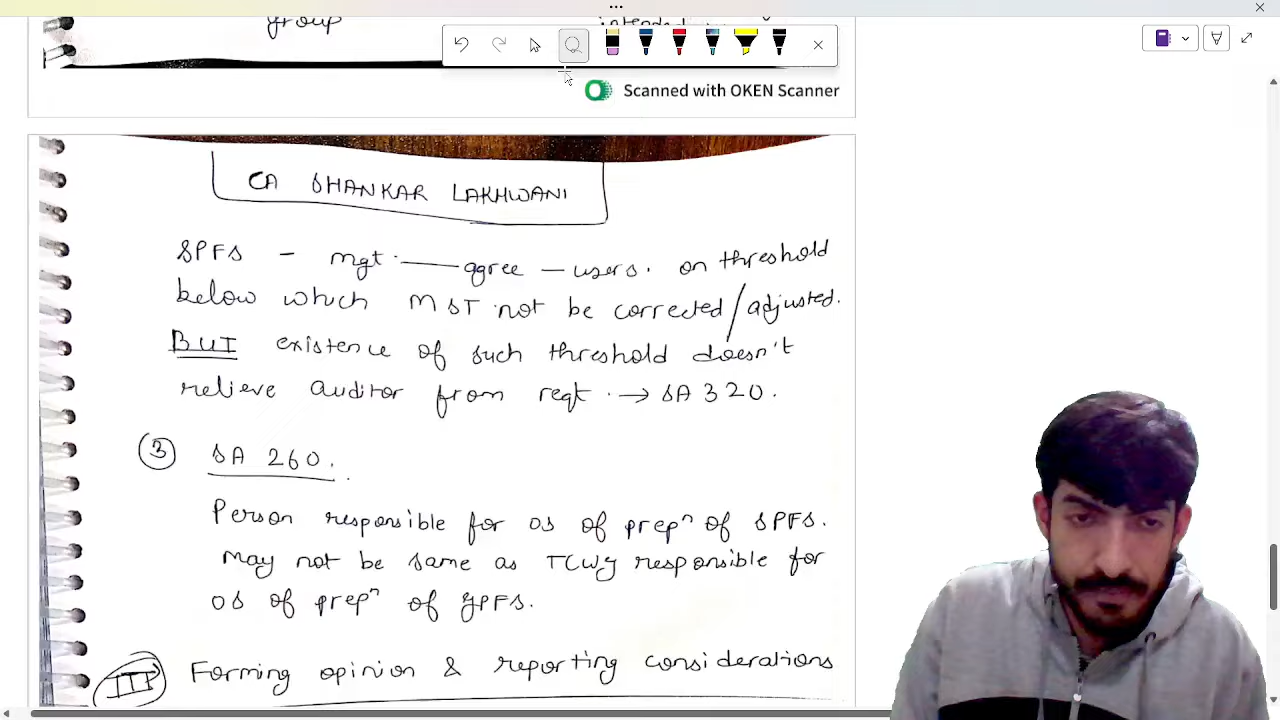 group
Scanned with OKEN Scanner
CA SHANKAR LAKHWANI
SPFS - mgt. — agree — users. on threshold
below which MST not be corrected / adjusted.
BUT existence of such threshold doesn't
relieve auditor from reqt. → SA 320.
③ SA 260.
Person responsible for OS of prepⁿ of SPFS.
may not be same as TCWG responsible for
OS of prepⁿ of GPFS.
III Forming opinion & reporting considerations